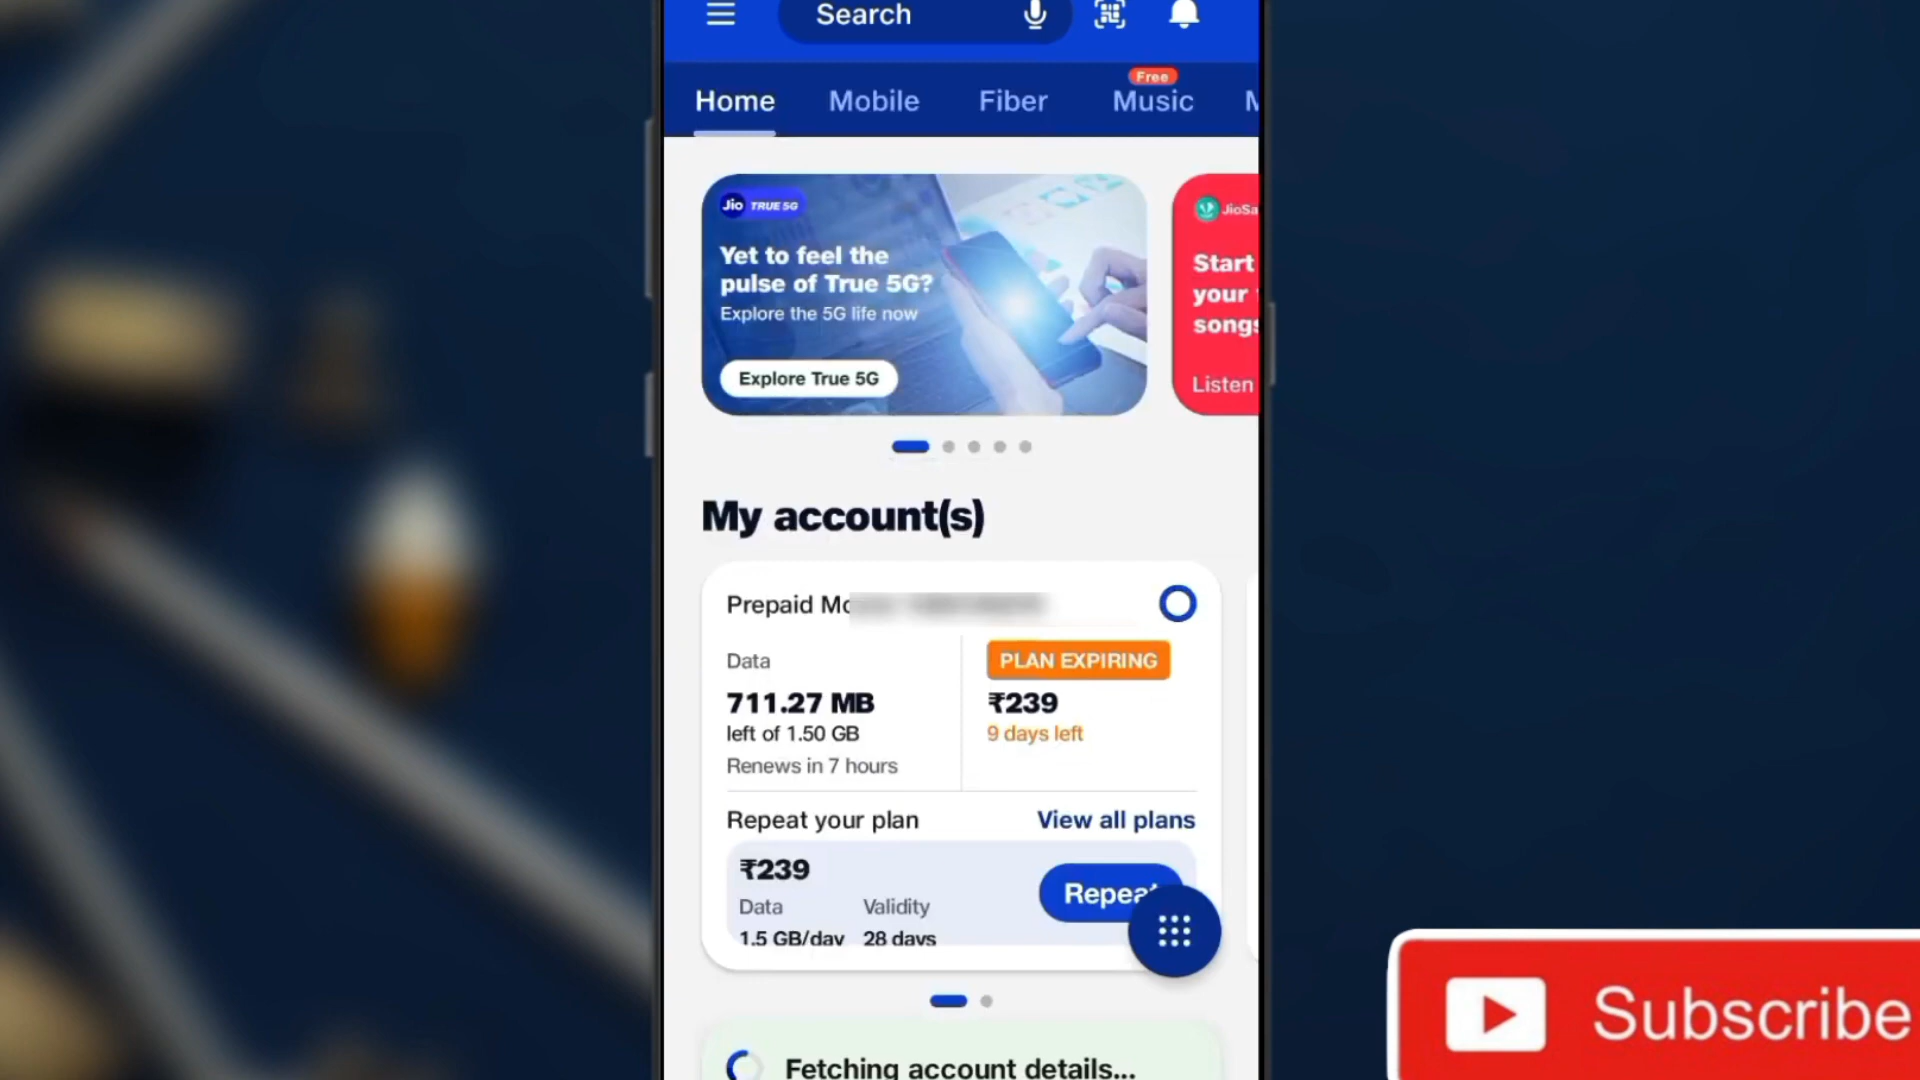 Search
Free
Home Mobile Fiber Music
Jio TRUE 5G
Yet to feel the
pulse of True 5G?
Explore the 5G life now
Explore True 5G
Start
your
songs
Listen
My account(s)
Prepaid
Data
711.27 MB
left of 1.50 GB
Renews in 7 hours
PLAN EXPIRING
₹239
9 days left
Repeat your plan View all plans
₹239
Data Validity
1.5 GB/day 28 days
Repeat
Fetching account details...
Subscribe